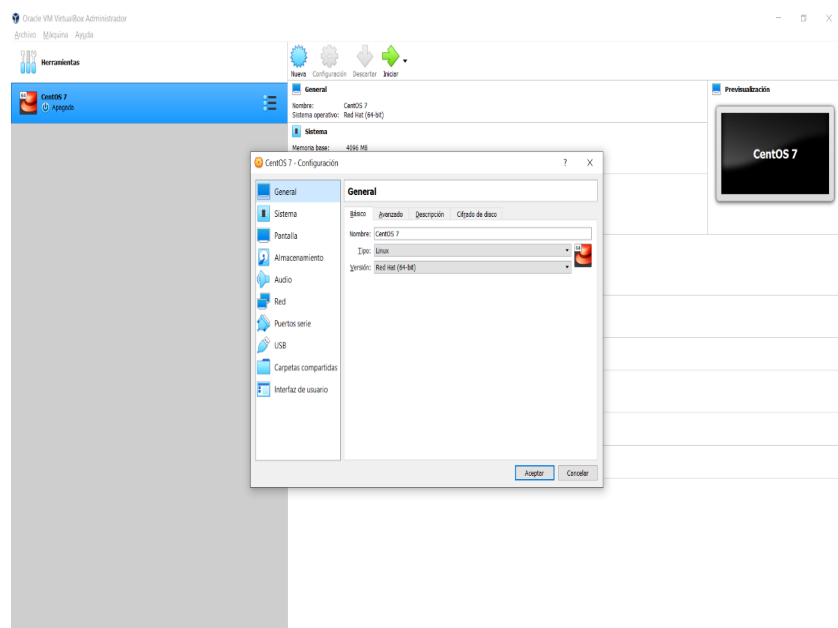 Oracle VM VirtualBox Administrador
Archivo Máquina Ayuda
Herramientas
Nueva Configuración Descartar Iniciar
CentOS 7
Apagada
General
Nombre: CentOS 7
Sistema operativo: Red Hat (64-bit)
Sistema
Memoria base: 4096 MB
Previsualización
CentOS 7
CentOS 7 - Configuración ? X
General
Sistema
Pantalla
Almacenamiento
Audio
Red
Puertos serie
USB
Carpetas compartidas
Interfaz de usuario
General
Básico Avanzado Descripción Cifrado de disco
Nombre: CentOS 7
Tipo: Linux
Versión: Red Hat (64-bit)
64
Aceptar Cancelar